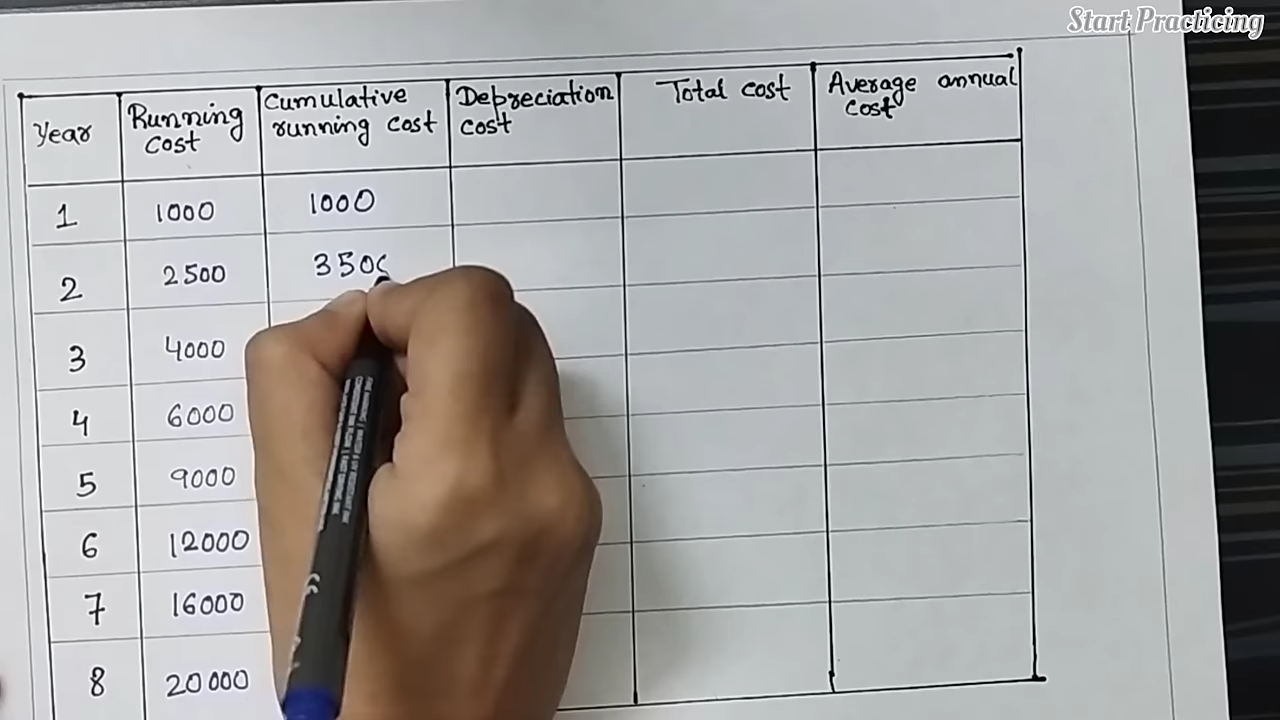 Start Practicing
Year
Running
cost
Cumulative
running cost
Depreciation
cost
Total cost
Average annual
cost
1 1000 1000
2 2500 3500
3 4000
4 6000
5 9000
6 12000
7 16000
8 20000